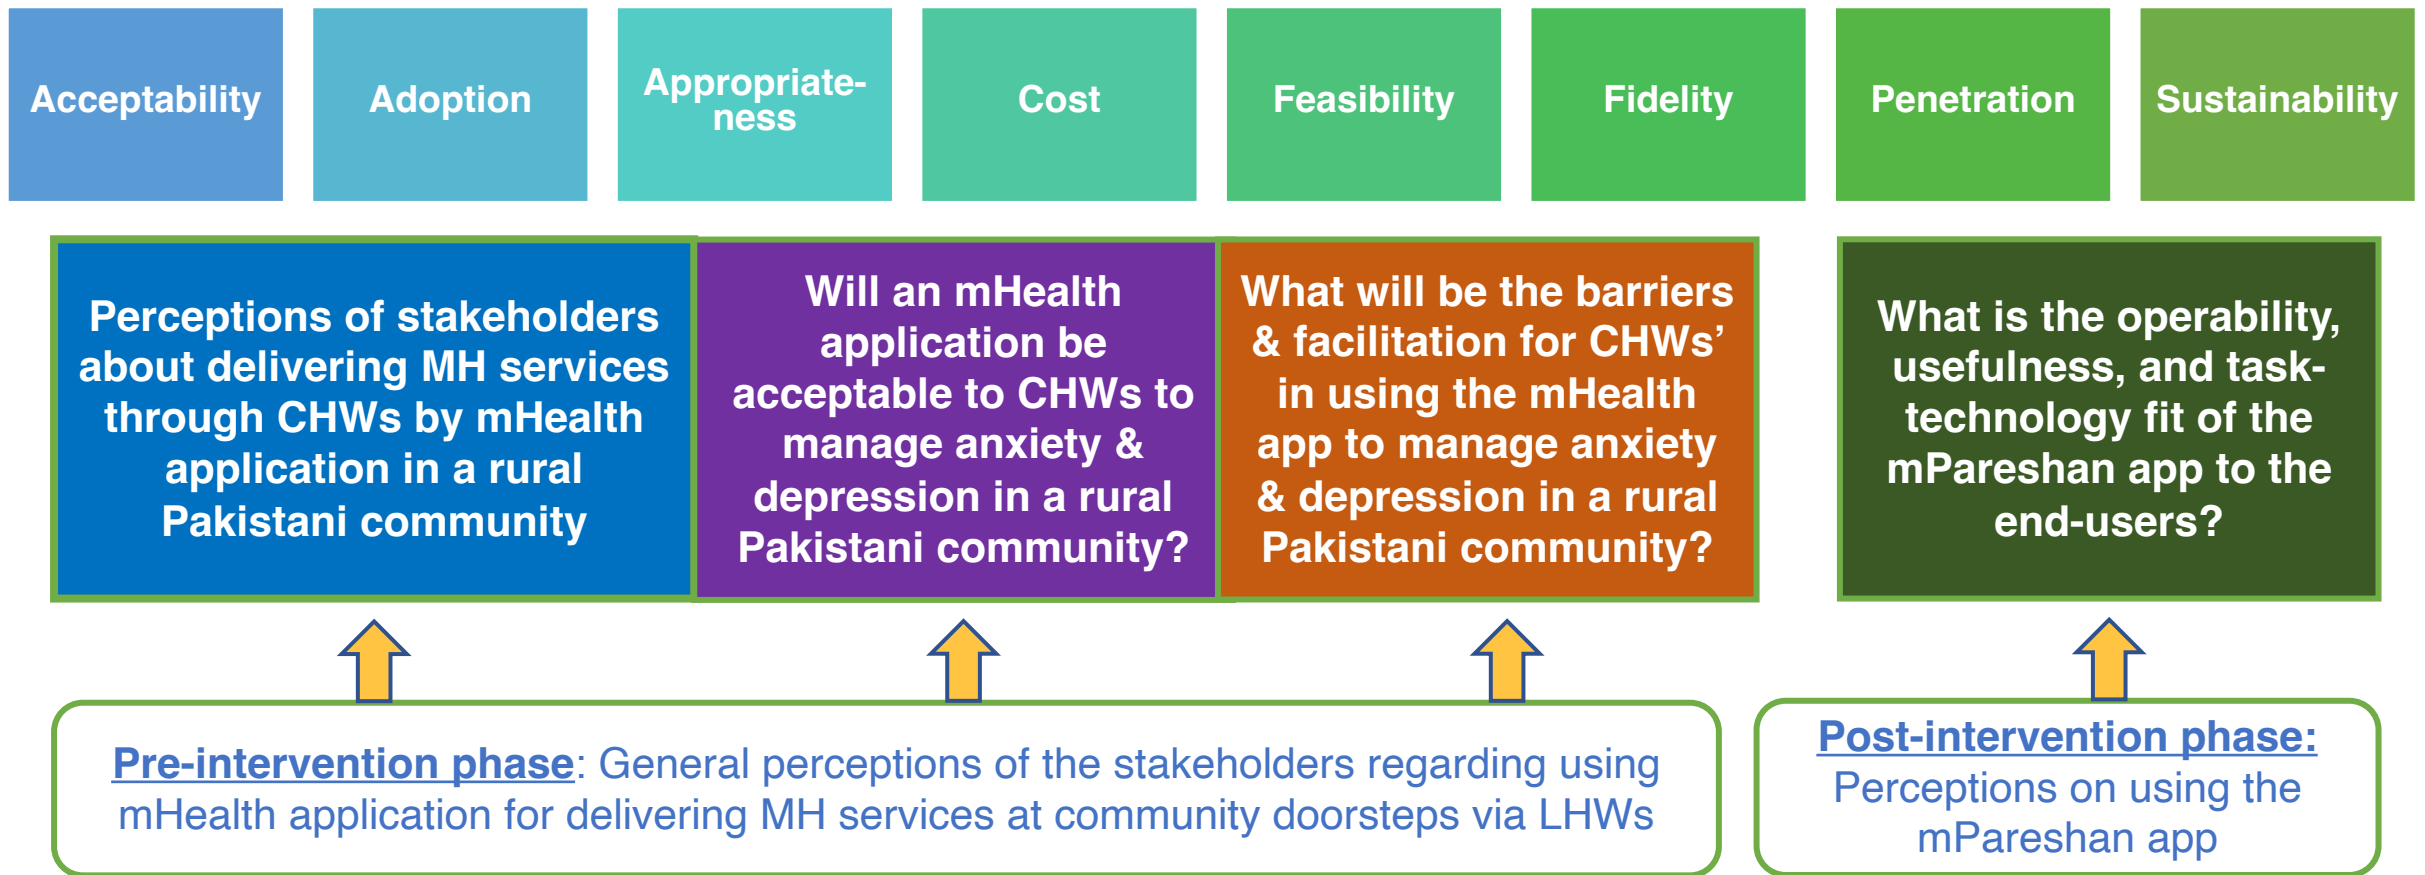 Acceptability
Adoption
Appropriate-
ness
Cost
Feasibility
Fidelity
Penetration
Sustainability
Perceptions of stakeholders
about delivering MH services
through CHWs by mHealth
application in a rural
Pakistani community
Will an mHealth
application be
acceptable to CHWs to
manage anxiety &
depression in a rural
Pakistani community?
What will be the barriers
& facilitation for CHWs’
in using the mHealth
app to manage anxiety
& depression in a rural
Pakistani community?
What is the operability,
usefulness, and task-
technology fit of the
mPareshan app to the
end-users?
Pre-intervention phase: General perceptions of the stakeholders regarding using
mHealth application for delivering MH services at community doorsteps via LHWs
Post-intervention phase:
Perceptions on using the
mPareshan app